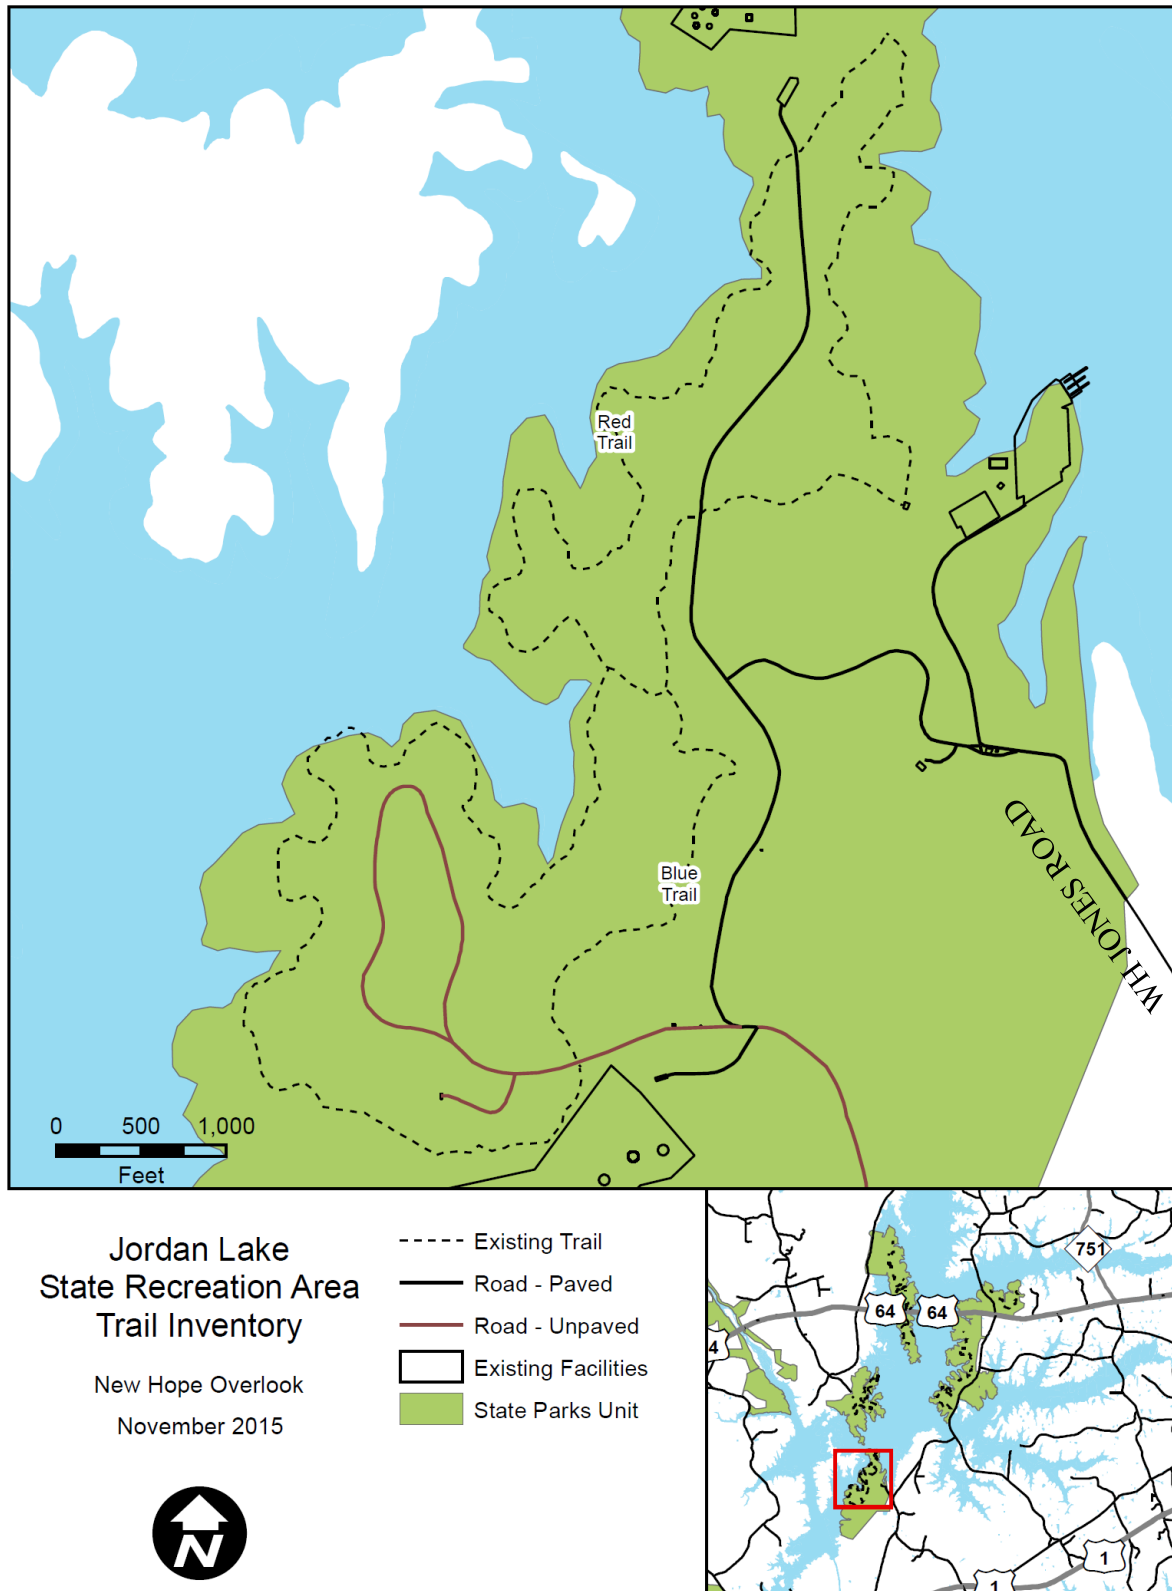 Red
Trail
WH JONES ROAD
Blue
Trail
0 500 1,000
Feet
Jordan Lake
State Recreation Area
Trail Inventory
New Hope Overlook
November 2015
N
Existing Trail
Road - Paved
Road - Unpaved
Existing Facilities
State Parks Unit
751
64 64
4
1
1